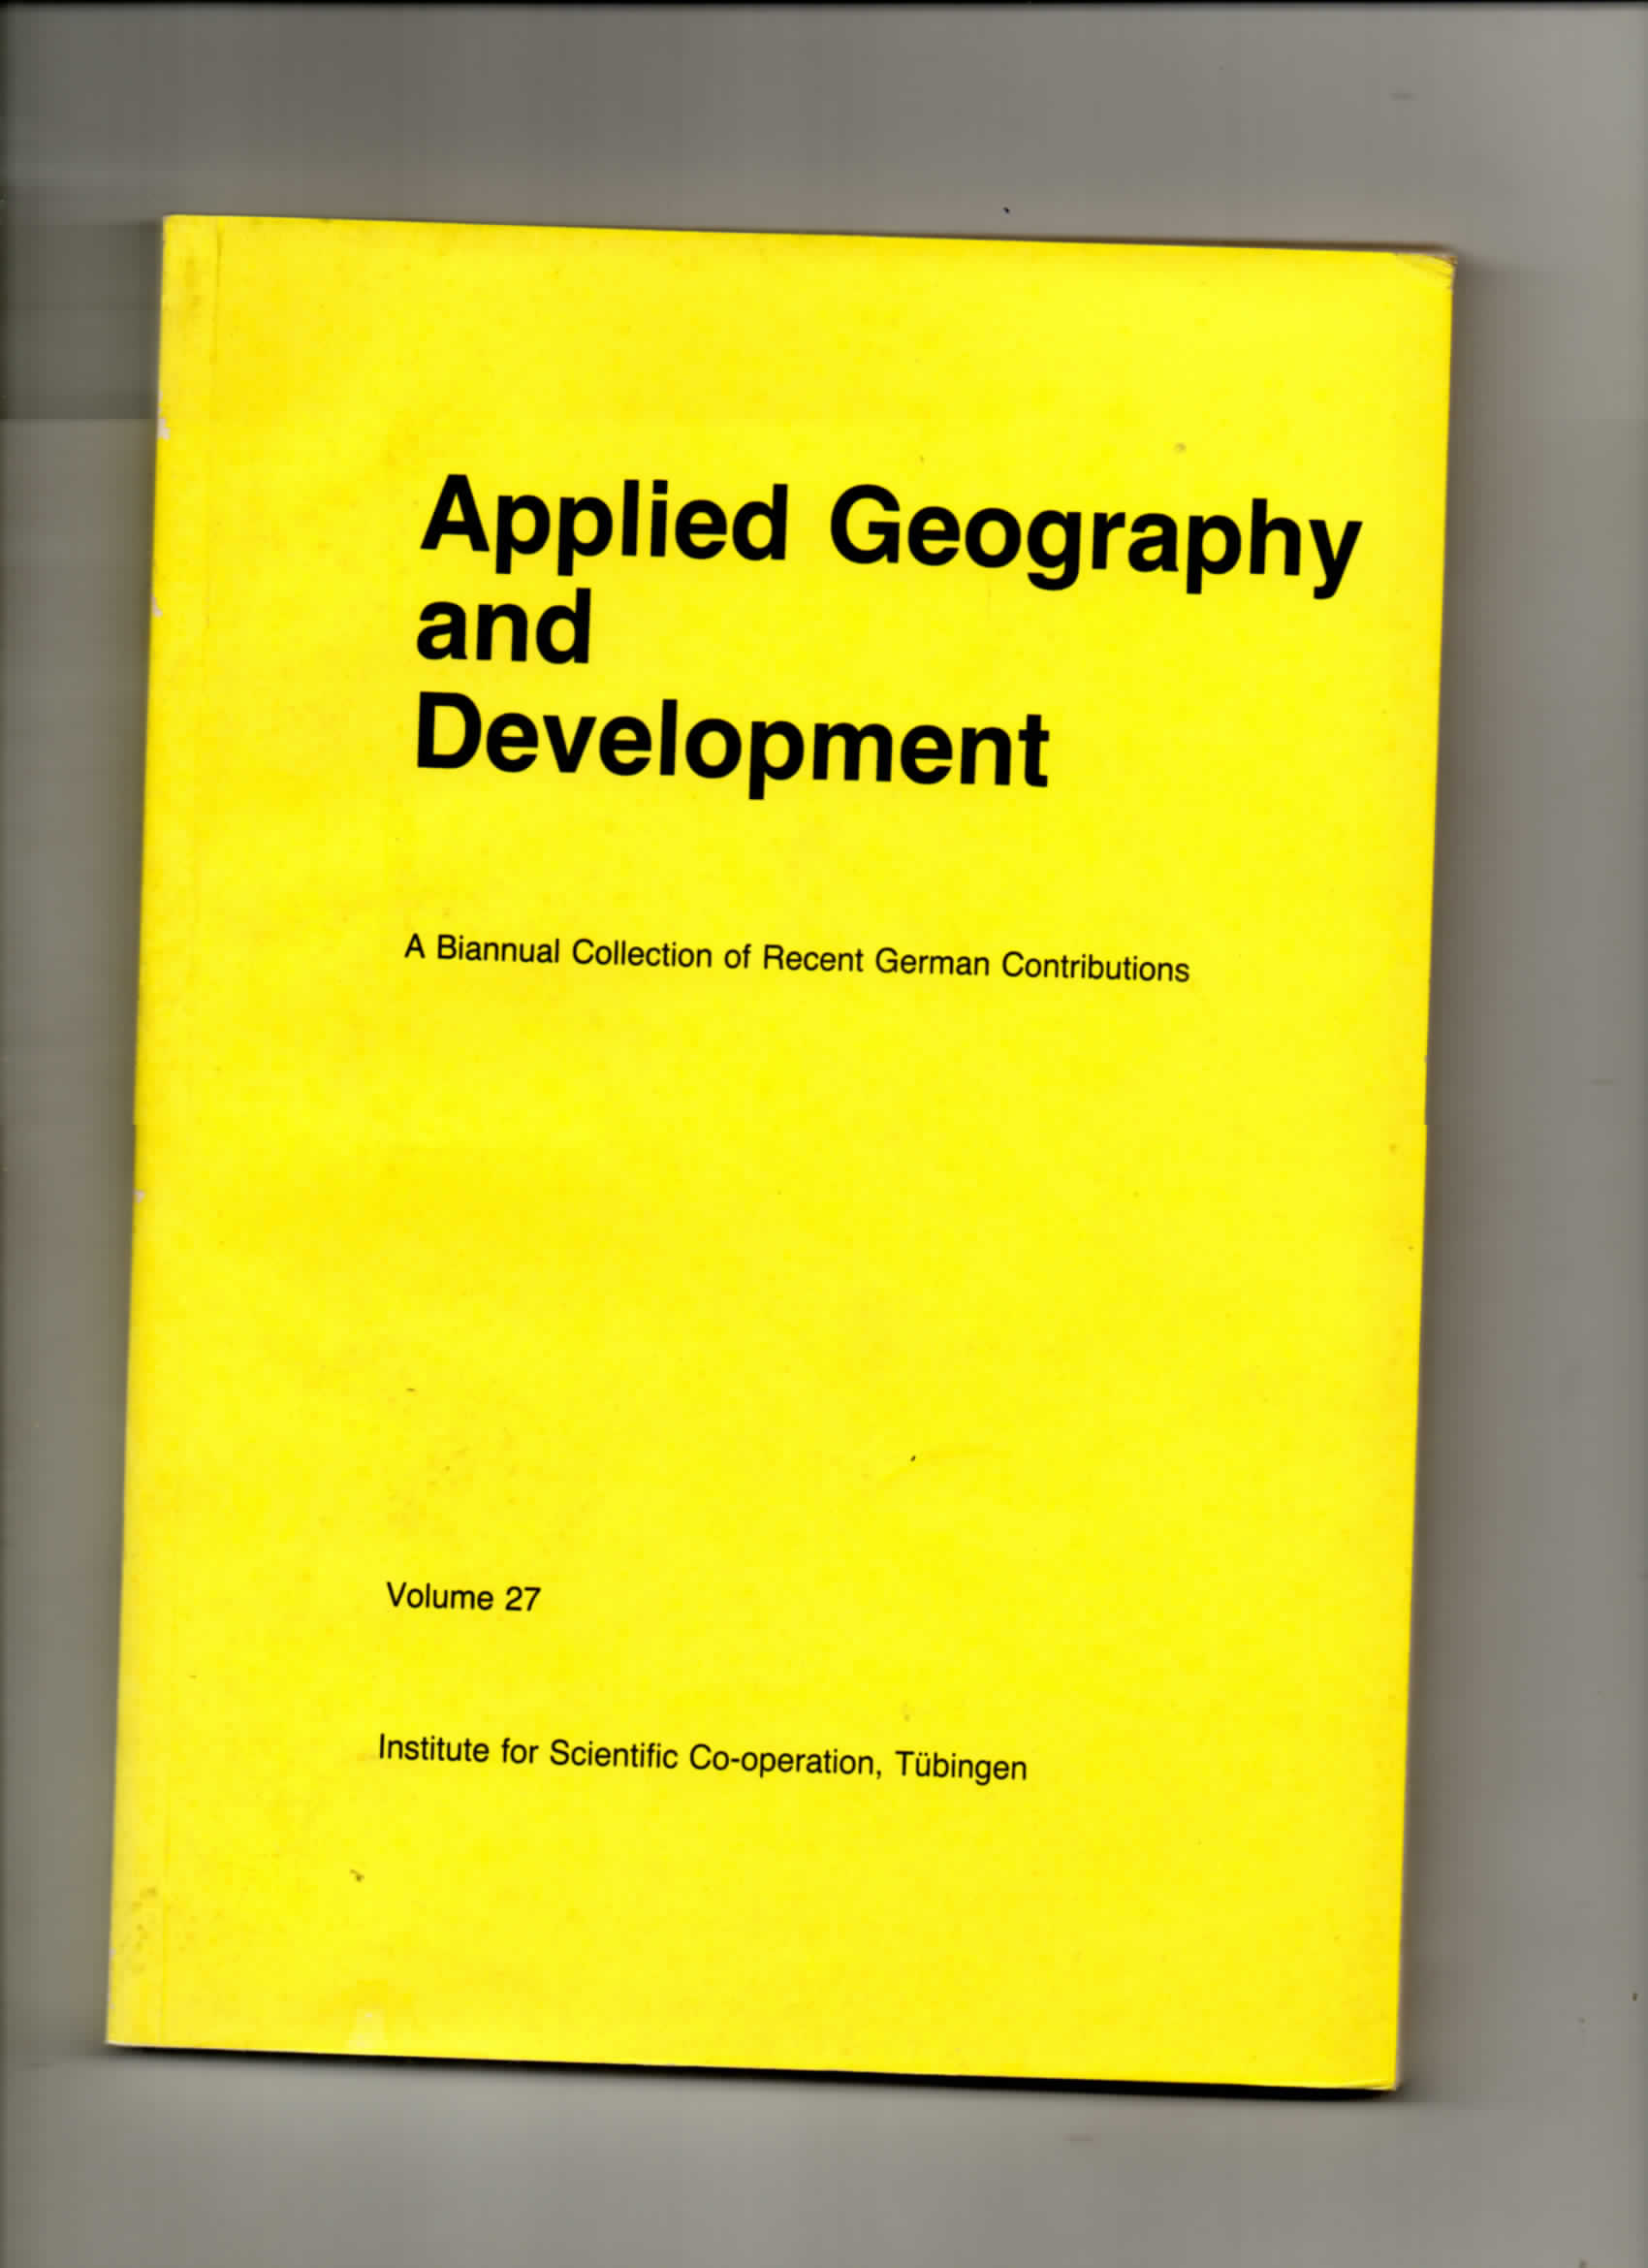 Applied Geography
and
Development
A Biannual Collection of Recent German Contributions
Volume 27
Institute for Scientific Co-operation, Tübingen